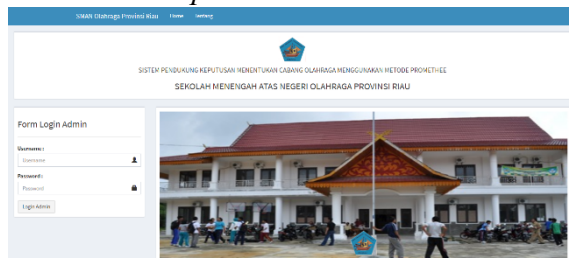 SMAN Olahraga Provinsi Riau Home Tentang
SISTEM PENDUKUNG KEPUTUSAN MENENTUKAN CABANG OLAHRAGA MENGGUNAKAN METODE PROMETHEE
SEKOLAH MENENGAH ATAS NEGERI OLAHRAGA PROVINSI RIAU
Form Login Admin
Username :
Username
Password :
Password
Login Admin